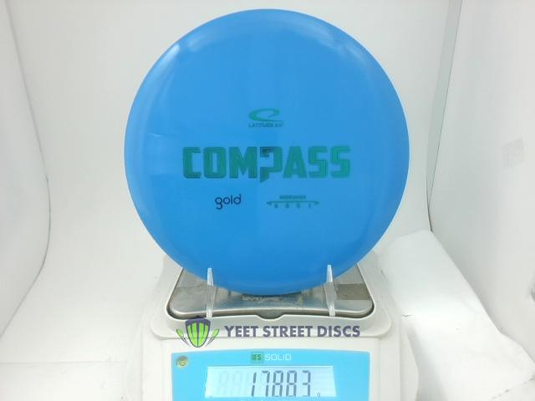 LATITUDE 64°
COMPASS
gold
YEET STREET DISCS
SOLID
178.83